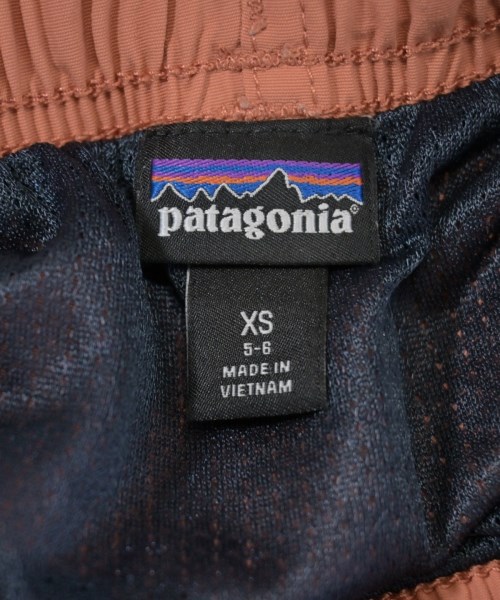 patagonia®
XS
5-6
MADE IN
VIETNAM